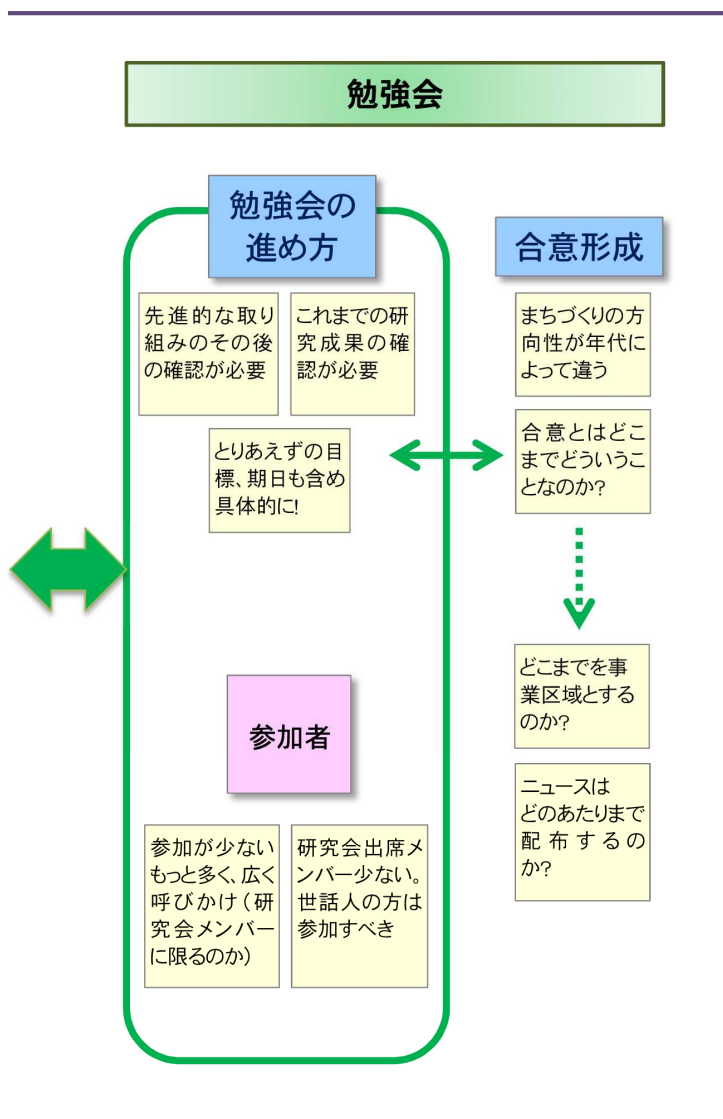 勉強会
勉強会の
進め方
先進的な取り
組みのその後
の確認が必要
これまでの研
究成果の確
認が必要
とりあえずの目
標、期日も含め
具体的に!
参加者
参加が少ない
もっと多く、広く
呼びかけ(研
究会メンバー
に限るのか)
研究会出席メ
ンバー少ない。
世話人の方は
参加すべき
合意形成
まちづくりの方
向性が年代に
よって違う
合意とはどこ
までどういうこ
となのか?
どこまでを事
業区域とする
のか?
ニュースは
どのあたりまで
配布するの
か?